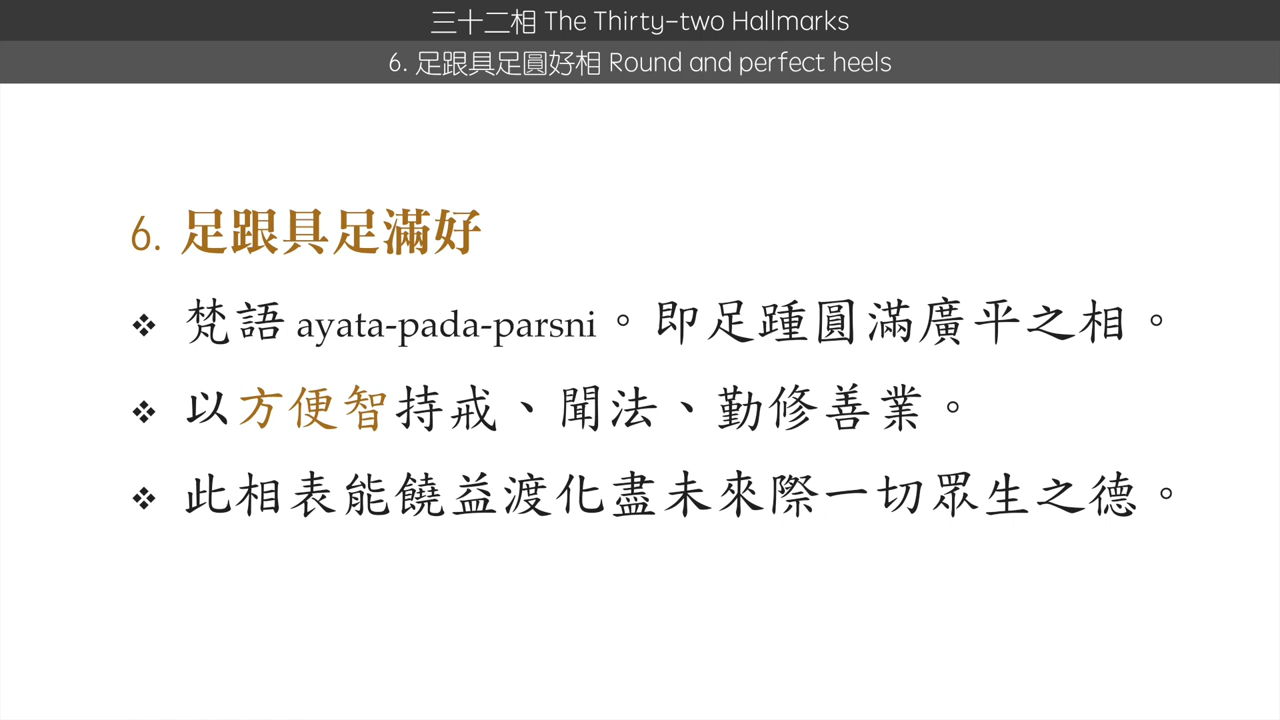 三十二相 The Thirty-two Hallmarks
6. 足跟具足圓好相 Round and perfect heels
6. 足跟具足滿好
❖ 梵語 ayata-pada-parsni。即足踵圓滿廣平之相。
❖ 以方便智持戒、聞法、勤修善業。
❖ 此相表能饒益渡化盡未來際一切眾生之德。